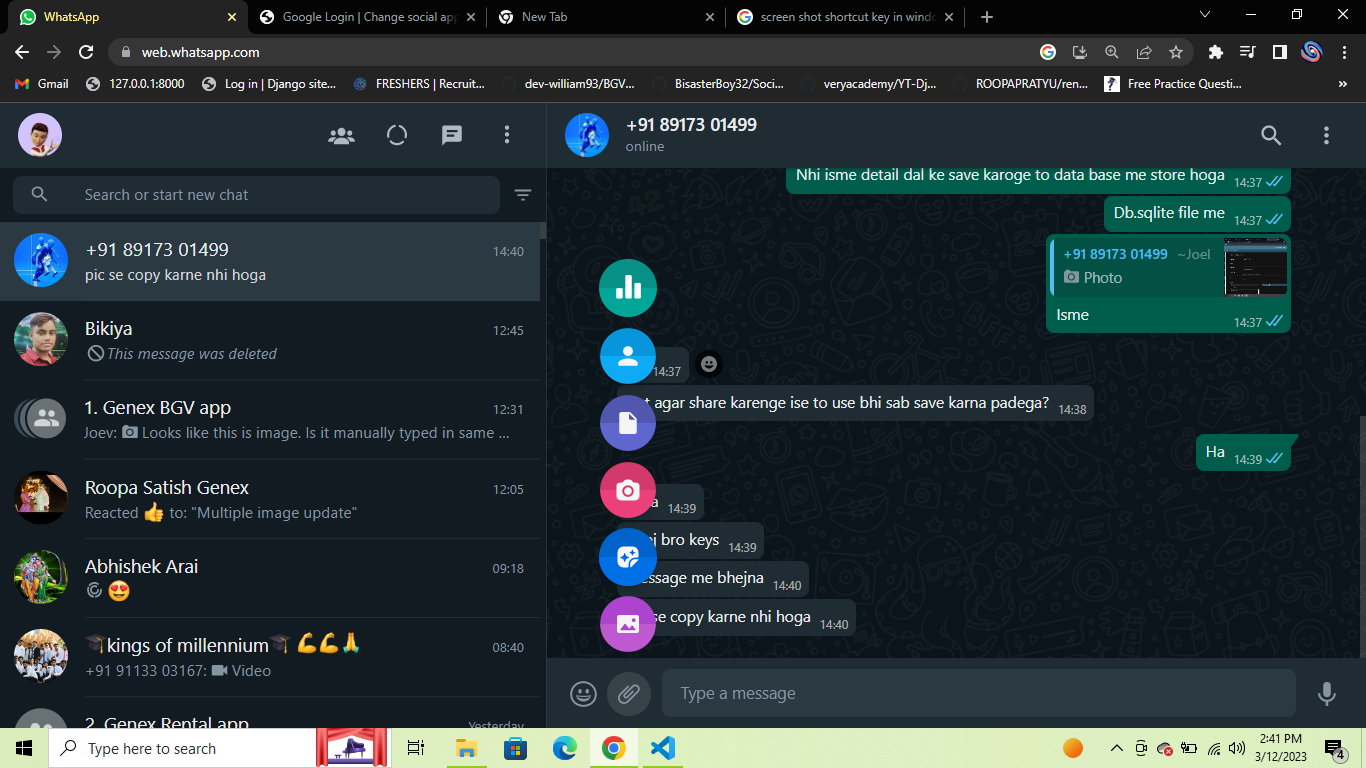 WhatsApp
Google Login | Change social app
New Tab
screen shot shortcut key in windo
web.whatsapp.com
Gmail
127.0.0.1:8000
Log in | Django site...
FRESHERS | Recruit...
dev-william93/BGV...
BisasterBoy32/Soci...
veryacademy/YT-Dj...
ROOPAPRATYU/ren...
Free Practice Questi...
»
+91 89173 01499
online
Search or start new chat
+91 89173 01499 14:40
pic se copy karne nhi hoga
Bikiya 12:45
This message was deleted
1. Genex BGV app 12:31
Joev: 📷 Looks like this is image. Is it manually typed in same ...
Roopa Satish Genex 12:05
Reacted 👍 to: "Multiple image update"
Abhishek Arai 09:18
😍
🎓kings of millennium🎓 💪💪🙏 08:40
+91 91133 03167: Video
2. Genex Rental app Yesterday
Nhi isme detail dal ke save karoge to data base me store hoga 14:37
Db.sqlite file me 14:37
+91 89173 01499 ~Joel
Photo
Isme 14:37
14:37
agar share karenge ise to use bhi sab save karna padega? 14:38
Ha 14:39
14:39
bro keys 14:39
me bhejna 14:40
se copy karne nhi hoga 14:40
Type a message
Type here to search
2:41 PM
3/12/2023
4